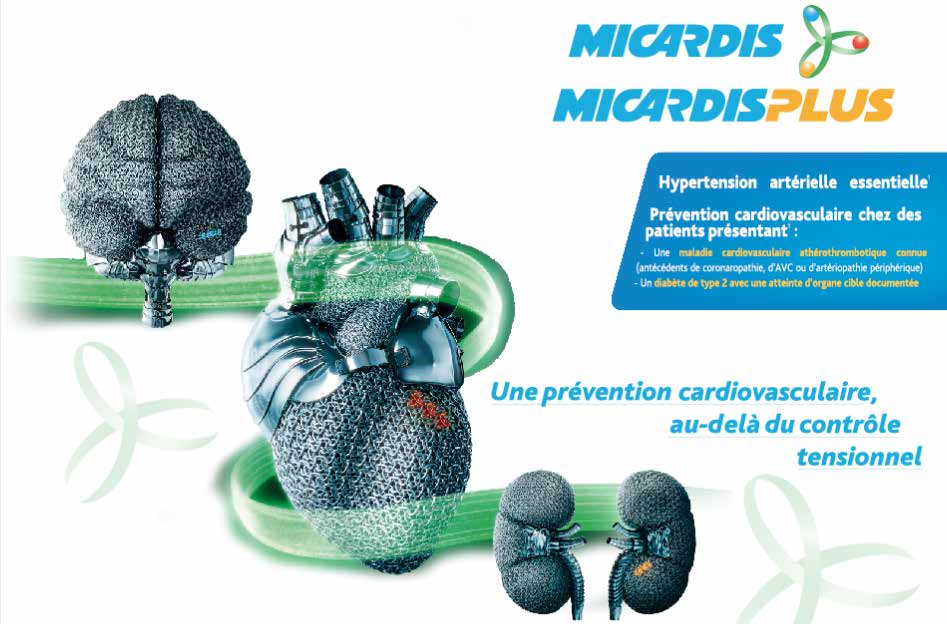 MICARDIS
MICARDISPLUS
Hypertension artérielle essentielle¹
Prévention cardiovasculaire chez des
patients présentant¹ :
- Une maladie cardiovasculaire athérothrombotique connue
(antécédents de coronaropathie, d'AVC ou d'artériopathie périphérique)
- Un diabète de type 2 avec une atteinte d'organe cible documentée
Une prévention cardiovasculaire,
au-delà du contrôle
tensionnel